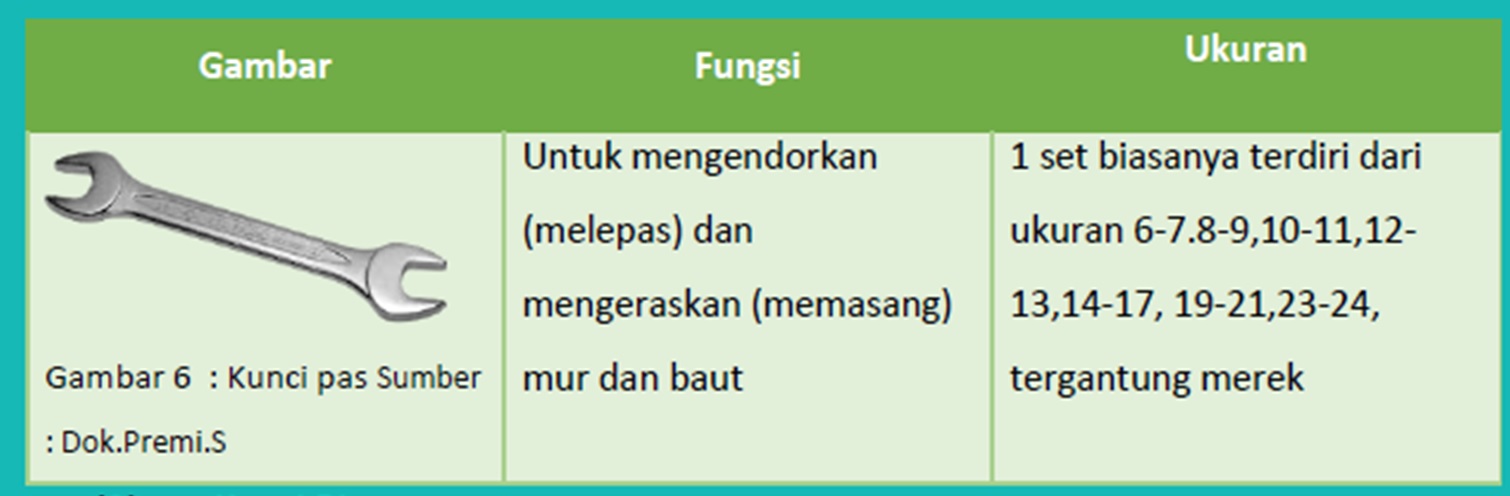 Gambar
Fungsi
Ukuran
Gambar 6 : Kunci pas Sumber
: Dok.Premi.S
Untuk mengendorkan
(melepas) dan
mengeraskan (memasang)
mur dan baut
1 set biasanya terdiri dari
ukuran 6-7.8-9,10-11,12-
13,14-17, 19-21,23-24,
tergantung merek